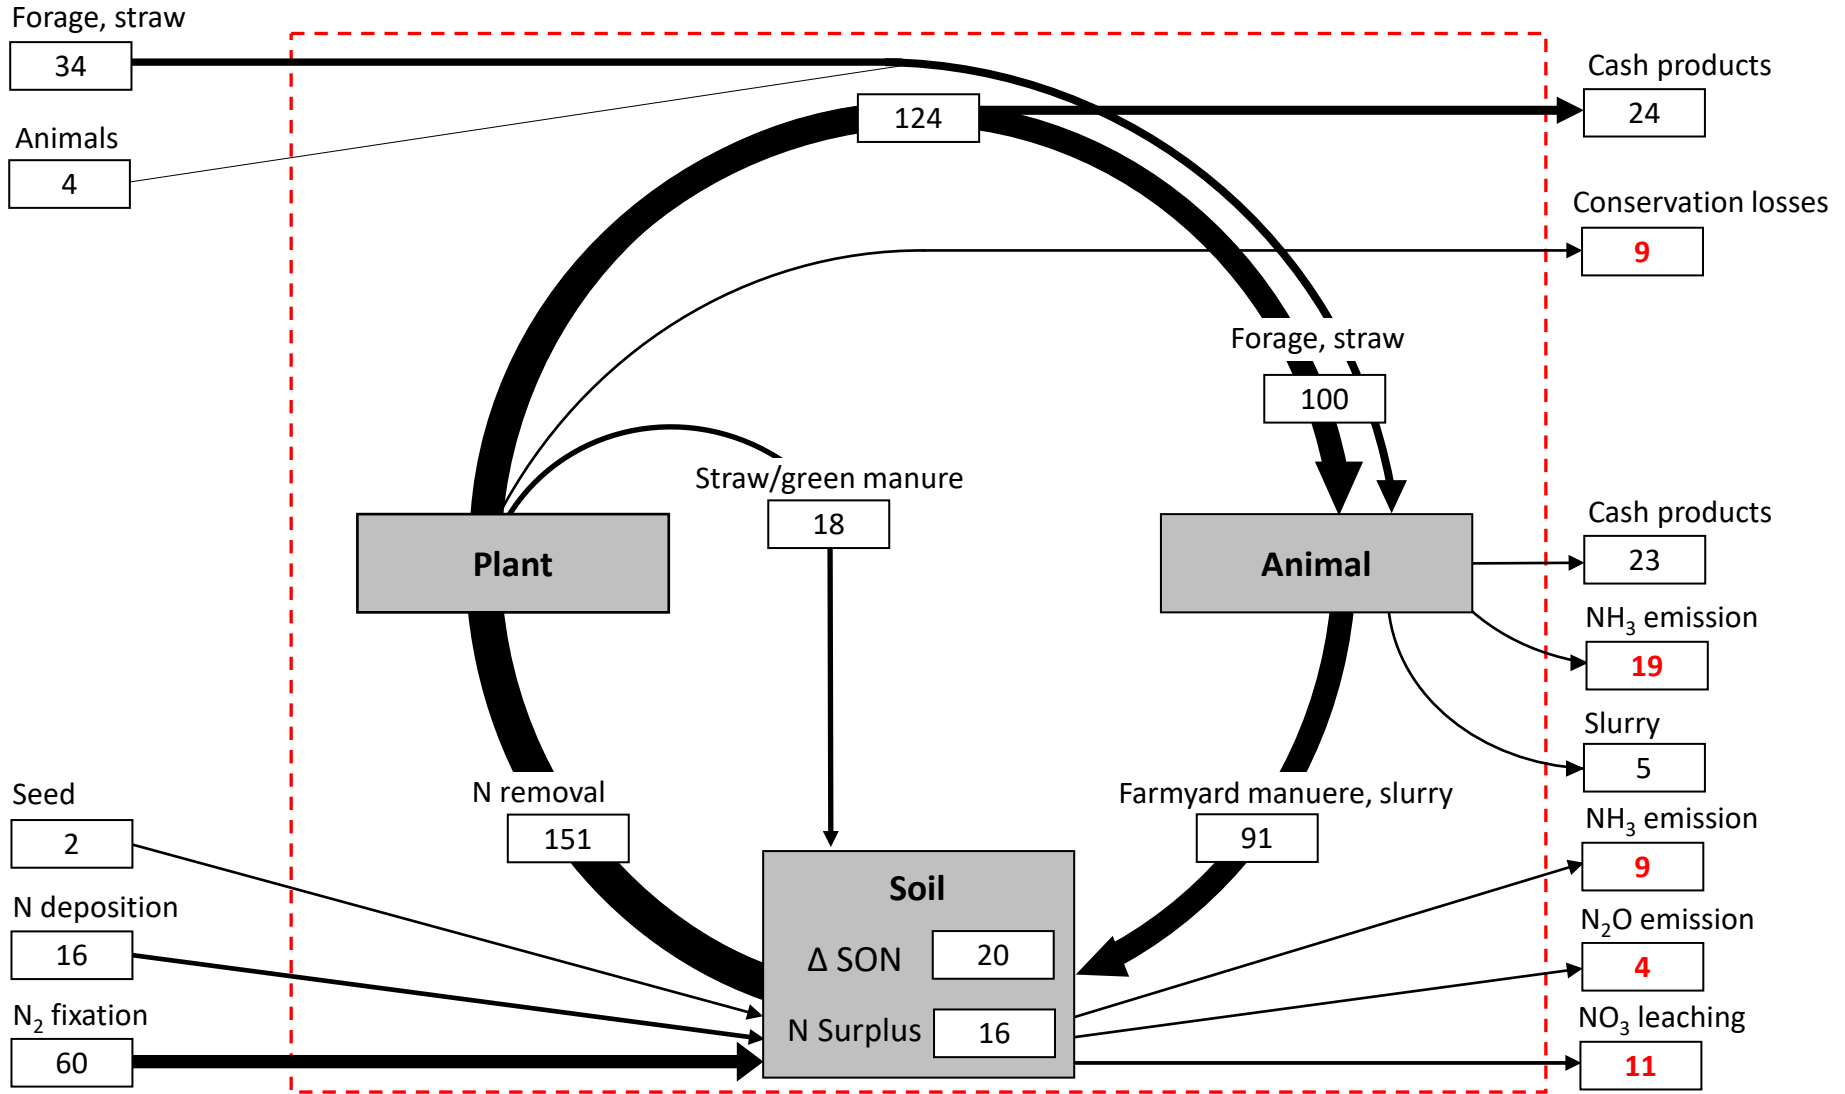 Forage, straw
34
Animals
4
124
Cash products
24
Conservation losses
9
Forage, straw
100
Straw/green manure
18
Plant
Animal
Cash products
23
NH₃ emission
19
Slurry
5
N removal
151
Farmyard manuere, slurry
91
Seed
2
N deposition
16
N₂ fixation
60
Soil
Δ SON 20
N Surplus 16
NH₃ emission
9
N₂O emission
4
NO₃ leaching
11